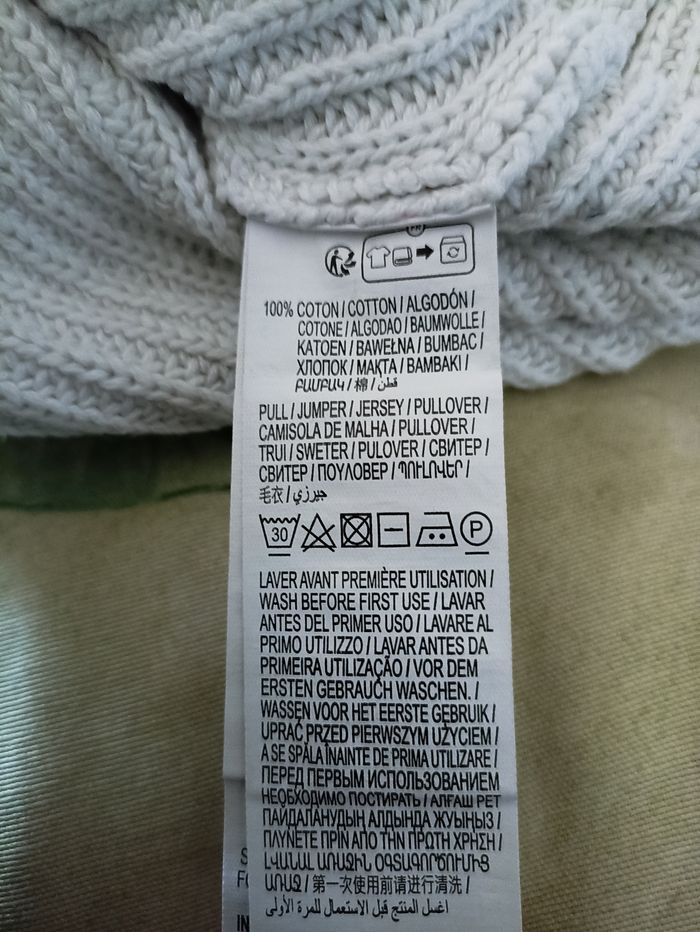 FR
100% COTON / COTTON / ALGODÓN /
COTONE / ALGODAO / BAUMWOLLE /
KATOEN / BAWEŁNA / BUMBAC /
ХЛОПОК / МАҚТА / BAMBAKI /
ԲԱՄԲԱԿ / 棉 / قطن /
PULL / JUMPER / JERSEY / PULLOVER /
CAMISOLA DE MALHA / PULLOVER /
TRUI / SWETER / PULOVER / СВИТЕР /
СВИТЕР / ΠΟΥΛΟΒΕΡ / ՊՈՒԼՈՎԵՐ /
毛衣 / جيرزي /
30
P
LAVER AVANT PREMIÈRE UTILISATION /
WASH BEFORE FIRST USE / LAVAR
ANTES DEL PRIMER USO / LAVARE AL
PRIMO UTILIZZO / LAVAR ANTES DA
PRIMEIRA UTILIZAÇÃO / VOR DEM
ERSTEN GEBRAUCH WASCHEN. /
WASSEN VOOR HET EERSTE GEBRUIK /
UPRAĆ PRZED PIERWSZYM UŻYCIEM /
A SE SPĂLA ÎNAINTE DE PRIMA UTILIZARE /
ПЕРЕД ПЕРВЫМ ИСПОЛЬЗОВАНИЕМ
НЕОБХОДИМО ПОСТИРАТЬ / АЛҒАШ РЕТ
ПАЙДАЛАНУДЫҢ АЛДЫНДА ЖУЫҢЫЗ /
ΠΛΥΝΕΤΕ ΠΡΙΝ ΑΠΟ ΤΗΝ ΠΡΩΤΗ ΧΡΗΣΗ /
ԼՎԱՆԱԼ ԱՌԱՋԻՆ ՕԳՏԱԳՈՐԾՈՒՄԻՑ
ԱՌԱՋ / 第一次使用前请进行清洗 /
اغسل المنتج قبل الاستعمال للمرة الأولى